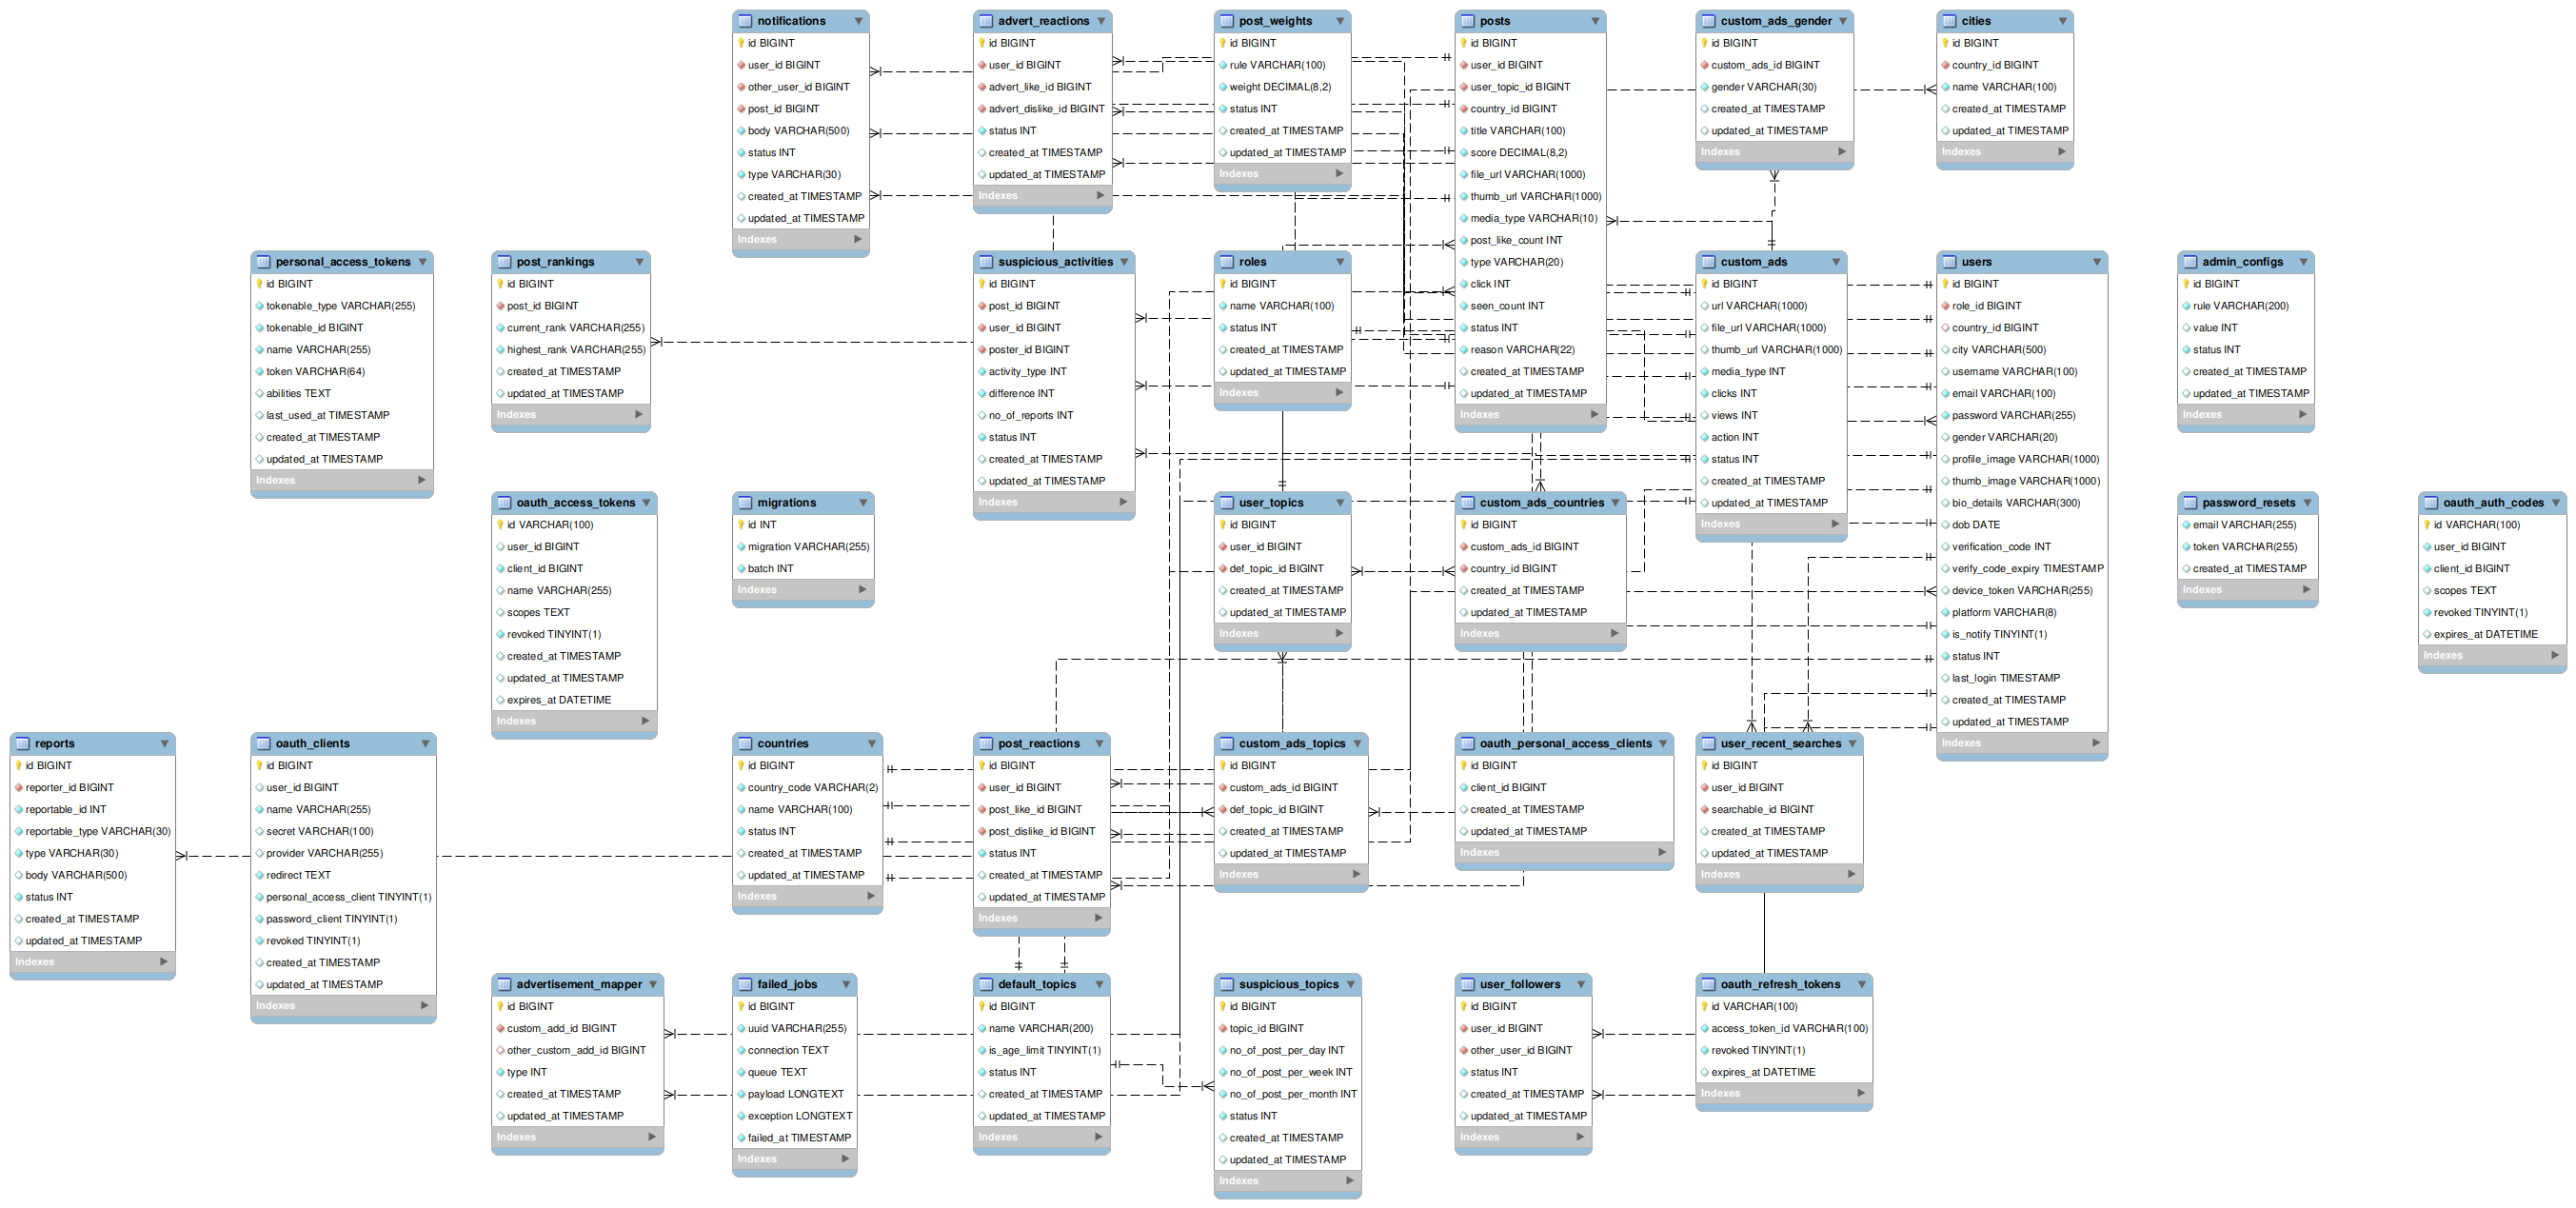 notifications
id BIGINT
user_id BIGINT
other_user_id BIGINT
post_id BIGINT
body VARCHAR(500)
status INT
type VARCHAR(30)
created_at TIMESTAMP
updated_at TIMESTAMP
Indexes
advert_reactions
id BIGINT
user_id BIGINT
advert_like_id BIGINT
advert_dislike_id BIGINT
status INT
created_at TIMESTAMP
updated_at TIMESTAMP
Indexes
post_weights
id BIGINT
rule VARCHAR(100)
weight DECIMAL(8,2)
status INT
created_at TIMESTAMP
updated_at TIMESTAMP
Indexes
posts
id BIGINT
user_id BIGINT
user_topic_id BIGINT
country_id BIGINT
title VARCHAR(100)
score DECIMAL(8,2)
file_url VARCHAR(1000)
thumb_url VARCHAR(1000)
media_type VARCHAR(10)
post_like_count INT
type VARCHAR(20)
click INT
seen_count INT
status INT
reason VARCHAR(22)
created_at TIMESTAMP
updated_at TIMESTAMP
Indexes
custom_ads_gender
id BIGINT
custom_ads_id BIGINT
gender VARCHAR(30)
created_at TIMESTAMP
updated_at TIMESTAMP
Indexes
cities
id BIGINT
country_id BIGINT
name VARCHAR(100)
created_at TIMESTAMP
updated_at TIMESTAMP
Indexes
personal_access_tokens
id BIGINT
tokenable_type VARCHAR(255)
tokenable_id BIGINT
name VARCHAR(255)
token VARCHAR(64)
abilities TEXT
last_used_at TIMESTAMP
created_at TIMESTAMP
updated_at TIMESTAMP
Indexes
post_rankings
id BIGINT
post_id BIGINT
current_rank VARCHAR(255)
highest_rank VARCHAR(255)
created_at TIMESTAMP
updated_at TIMESTAMP
Indexes
suspicious_activities
id BIGINT
post_id BIGINT
user_id BIGINT
poster_id BIGINT
activity_type INT
difference INT
no_of_reports INT
status INT
created_at TIMESTAMP
updated_at TIMESTAMP
Indexes
roles
id BIGINT
name VARCHAR(100)
status INT
created_at TIMESTAMP
updated_at TIMESTAMP
Indexes
custom_ads
id BIGINT
url VARCHAR(1000)
file_url VARCHAR(1000)
thumb_url VARCHAR(1000)
media_type INT
clicks INT
views INT
action INT
status INT
created_at TIMESTAMP
updated_at TIMESTAMP
Indexes
users
id BIGINT
role_id BIGINT
country_id BIGINT
city VARCHAR(500)
username VARCHAR(100)
email VARCHAR(100)
password VARCHAR(255)
gender VARCHAR(20)
profile_image VARCHAR(1000)
thumb_image VARCHAR(1000)
bio_details VARCHAR(300)
dob DATE
verification_code INT
verify_code_expiry TIMESTAMP
device_token VARCHAR(255)
platform VARCHAR(8)
is_notify TINYINT(1)
status INT
last_login TIMESTAMP
created_at TIMESTAMP
updated_at TIMESTAMP
Indexes
admin_configs
id BIGINT
rule VARCHAR(200)
value INT
status INT
created_at TIMESTAMP
updated_at TIMESTAMP
Indexes
oauth_access_tokens
id VARCHAR(100)
user_id BIGINT
client_id BIGINT
name VARCHAR(255)
scopes TEXT
revoked TINYINT(1)
created_at TIMESTAMP
updated_at TIMESTAMP
expires_at DATETIME
Indexes
migrations
id INT
migration VARCHAR(255)
batch INT
Indexes
user_topics
id BIGINT
user_id BIGINT
def_topic_id BIGINT
created_at TIMESTAMP
updated_at TIMESTAMP
Indexes
custom_ads_countries
id BIGINT
custom_ads_id BIGINT
country_id BIGINT
created_at TIMESTAMP
updated_at TIMESTAMP
Indexes
password_resets
email VARCHAR(255)
token VARCHAR(255)
created_at TIMESTAMP
Indexes
oauth_auth_codes
id VARCHAR(100)
user_id BIGINT
client_id BIGINT
scopes TEXT
revoked TINYINT(1)
expires_at DATETIME
Indexes
reports
id BIGINT
reporter_id BIGINT
reportable_id INT
reportable_type VARCHAR(30)
type VARCHAR(30)
body VARCHAR(500)
status INT
created_at TIMESTAMP
updated_at TIMESTAMP
Indexes
oauth_clients
id BIGINT
user_id BIGINT
name VARCHAR(255)
secret VARCHAR(100)
provider VARCHAR(255)
redirect TEXT
personal_access_client TINYINT(1)
password_client TINYINT(1)
revoked TINYINT(1)
created_at TIMESTAMP
updated_at TIMESTAMP
Indexes
countries
id BIGINT
country_code VARCHAR(2)
name VARCHAR(100)
status INT
created_at TIMESTAMP
updated_at TIMESTAMP
Indexes
post_reactions
id BIGINT
user_id BIGINT
post_like_id BIGINT
post_dislike_id BIGINT
status INT
created_at TIMESTAMP
updated_at TIMESTAMP
Indexes
custom_ads_topics
id BIGINT
custom_ads_id BIGINT
def_topic_id BIGINT
created_at TIMESTAMP
updated_at TIMESTAMP
Indexes
oauth_personal_access_clients
id BIGINT
client_id BIGINT
created_at TIMESTAMP
updated_at TIMESTAMP
Indexes
user_recent_searches
id BIGINT
user_id BIGINT
searchable_id BIGINT
created_at TIMESTAMP
updated_at TIMESTAMP
Indexes
advertisement_mapper
id BIGINT
custom_add_id BIGINT
other_custom_add_id BIGINT
type INT
created_at TIMESTAMP
updated_at TIMESTAMP
Indexes
failed_jobs
id BIGINT
uuid VARCHAR(255)
connection TEXT
queue TEXT
payload LONGTEXT
exception LONGTEXT
failed_at TIMESTAMP
Indexes
default_topics
id BIGINT
name VARCHAR(200)
is_age_limit TINYINT(1)
status INT
created_at TIMESTAMP
updated_at TIMESTAMP
Indexes
suspicious_topics
id BIGINT
topic_id BIGINT
no_of_post_per_day INT
no_of_post_per_week INT
no_of_post_per_month INT
status INT
created_at TIMESTAMP
updated_at TIMESTAMP
Indexes
user_followers
id BIGINT
user_id BIGINT
other_user_id BIGINT
status INT
created_at TIMESTAMP
updated_at TIMESTAMP
Indexes
oauth_refresh_tokens
id VARCHAR(100)
access_token_id VARCHAR(100)
revoked TINYINT(1)
expires_at DATETIME
Indexes